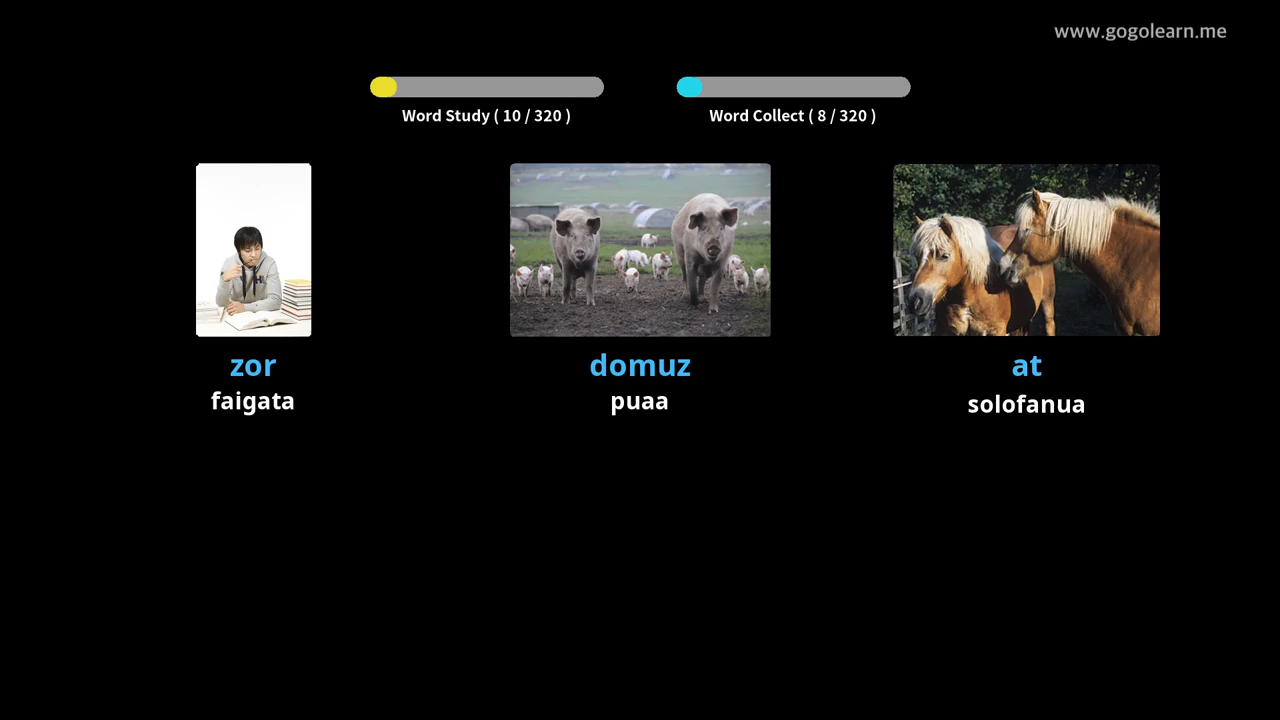 www.gogolearn.me
Word Study ( 10 / 320 )
Word Collect ( 8 / 320 )
zor
faigata
domuz
puaa
at
solofanua